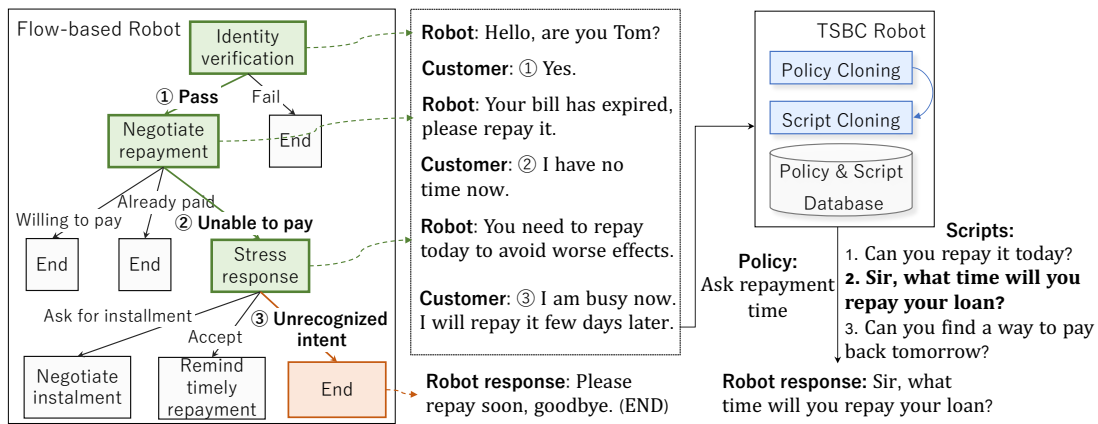 Flow-based Robot
Identity
verification
① Pass
Fail
Negotiate
repayment
End
Willing to pay
Already paid
② Unable to pay
End
End
Stress
response
Ask for installment
Accept
③ Unrecognized
intent
Negotiate
instalment
Remind
timely
repayment
End
Robot: Hello, are you Tom?
Customer: ① Yes.
Robot: Your bill has expired,
please repay it.
Customer: ② I have no
time now.
Robot: You need to repay
today to avoid worse effects.
Customer: ③ I am busy now.
I will repay it few days later.
Robot response: Please
repay soon, goodbye. (END)
TSBC Robot
Policy Cloning
Script Cloning
Policy & Script
Database
Policy:
Ask repayment
time
Scripts:
1. Can you repay it today?
2. Sir, what time will you
repay your loan?
3. Can you find a way to pay
back tomorrow?
Robot response: Sir, what
time will you repay your loan?